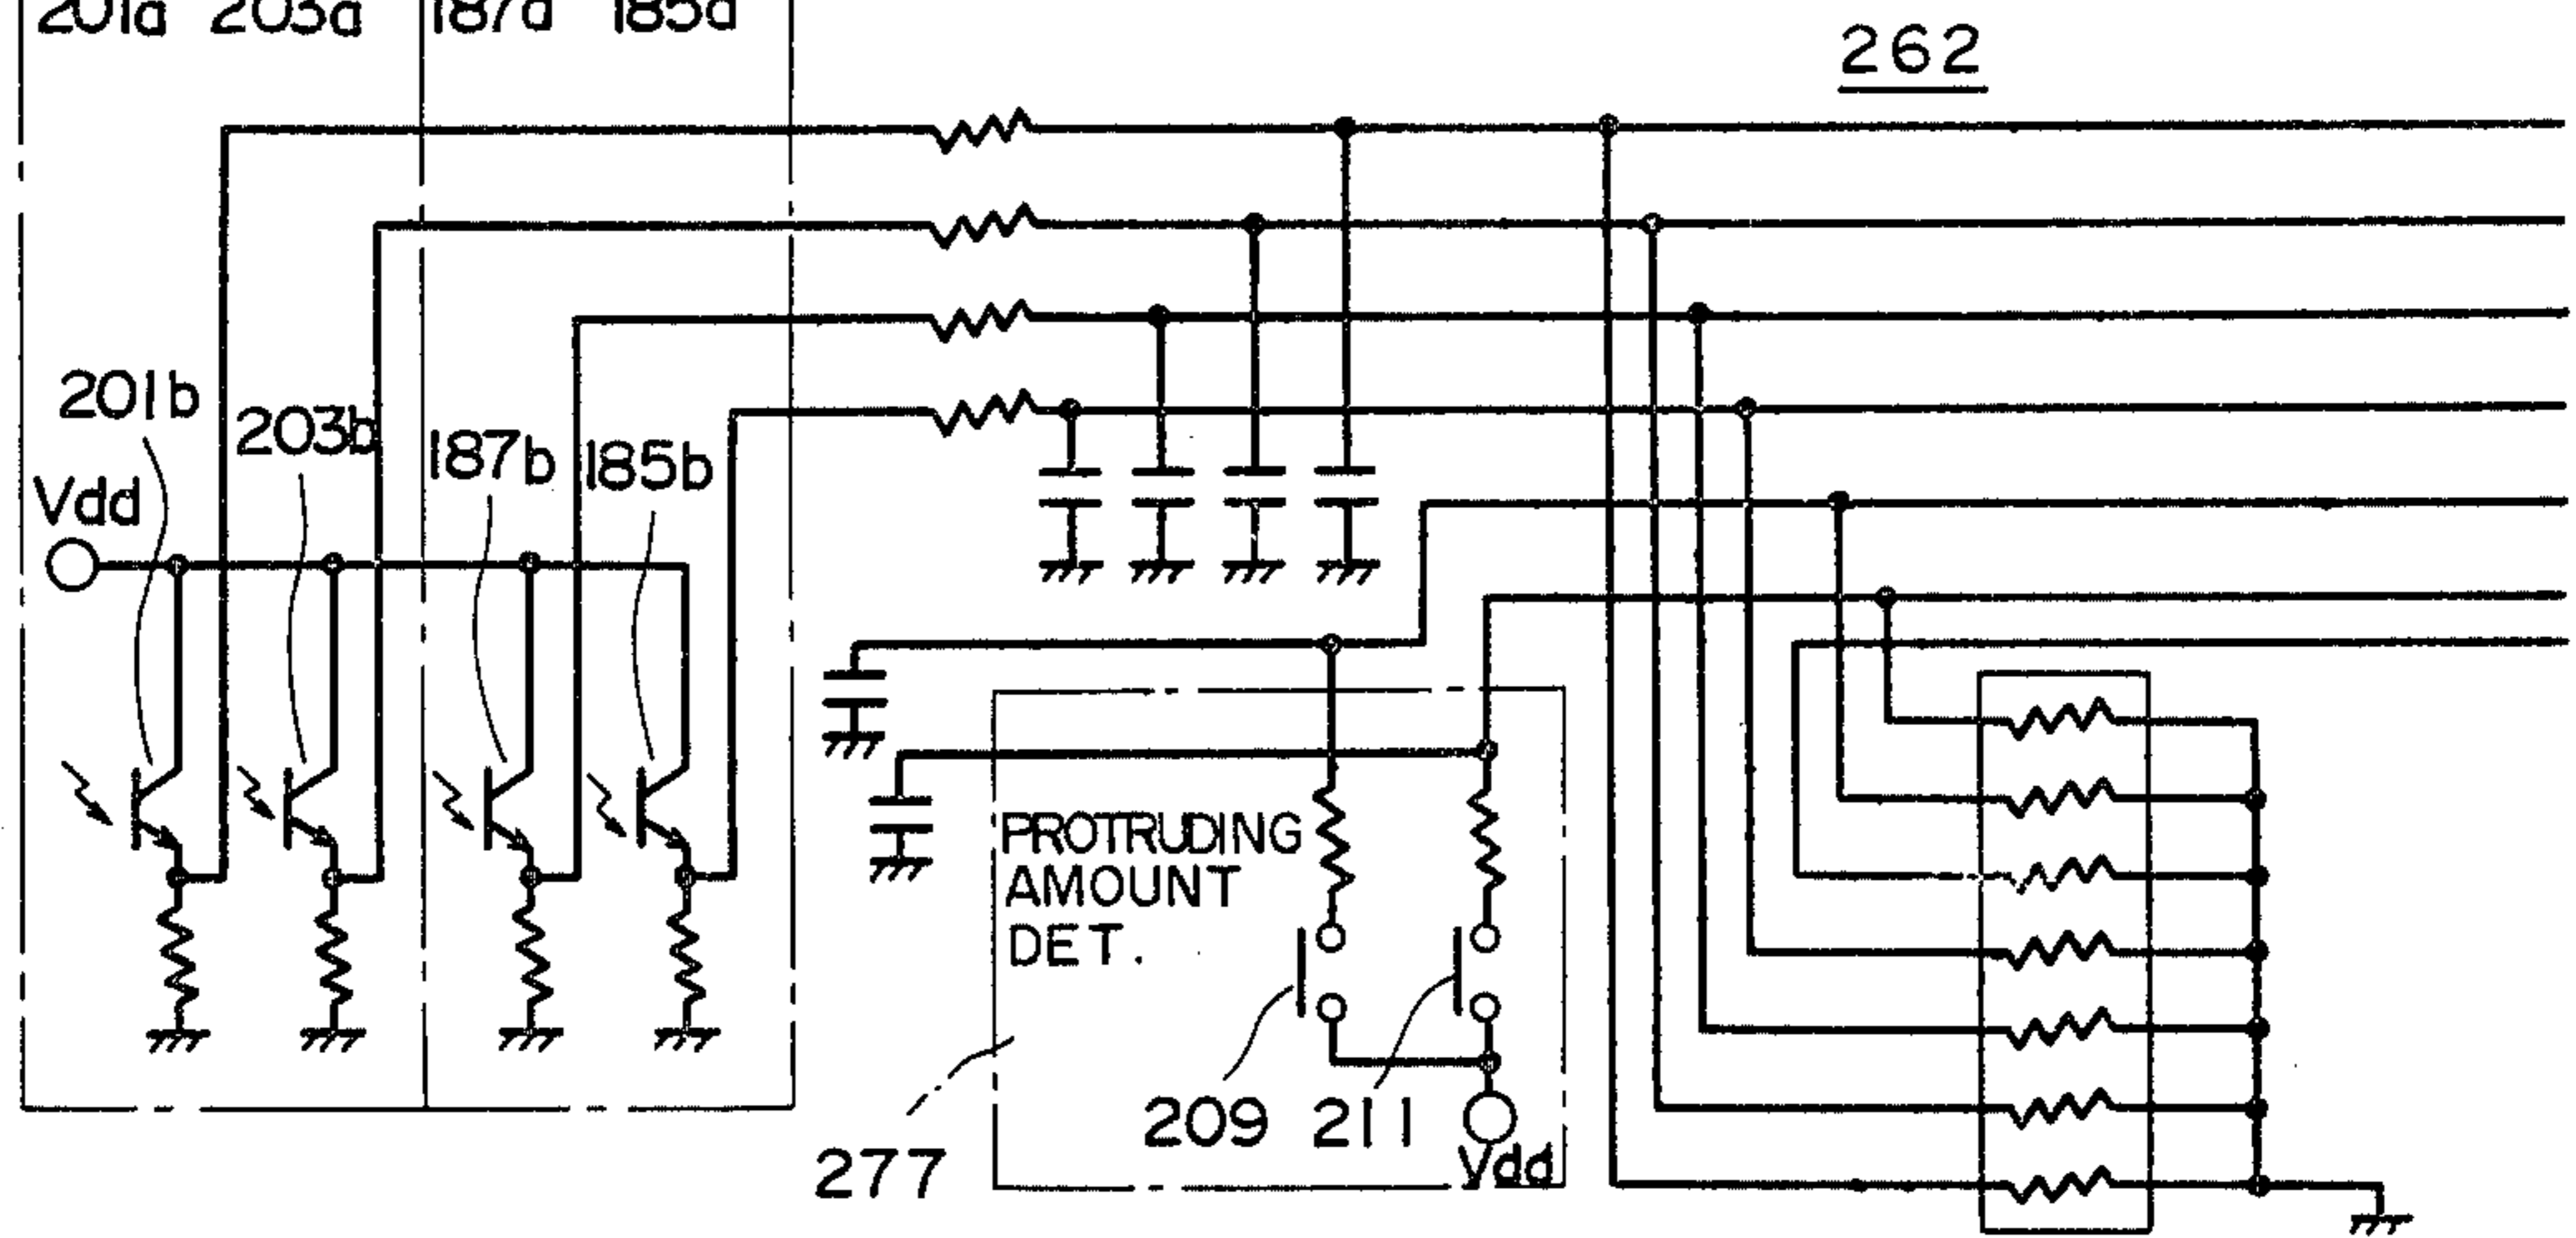 201a 203a 187a 185a
262
201b
203b
187b
185b
Vdd
PROTRUDING
AMOUNT
DET.
209 211
Vdd
277